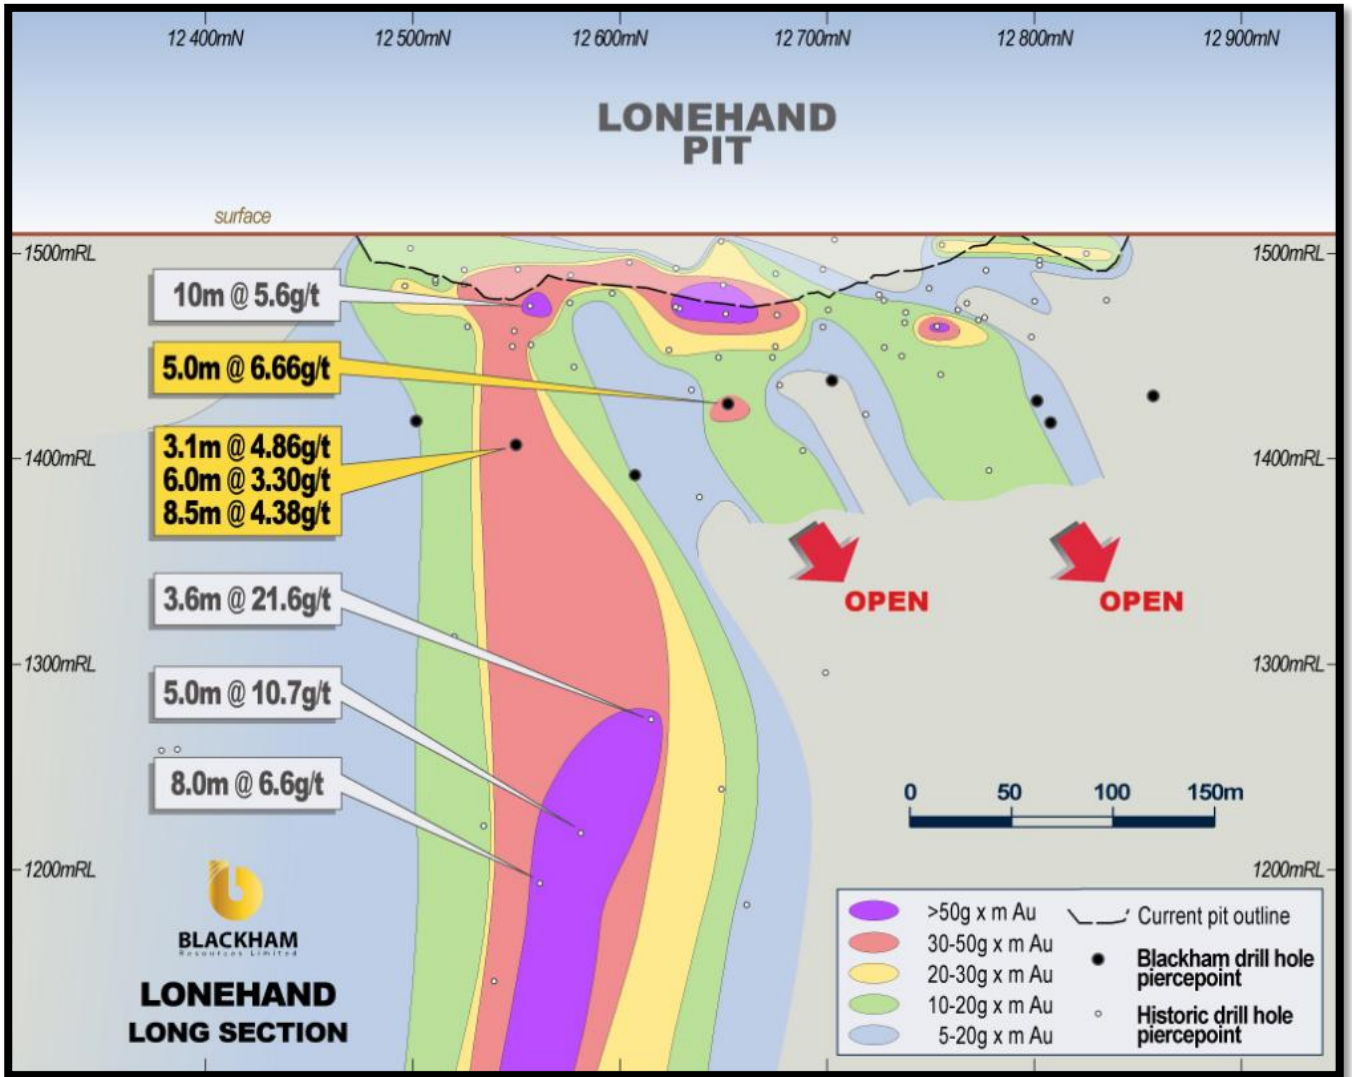 12 400mN 12 500mN 12 600mN 12 700mN 12 800mN 12 900mN
LONEHAND
PIT
surface
1500mRL 1500mRL
10m @ 5.6g/t
5.0m @ 6.66g/t
3.1m @ 4.86g/t
6.0m @ 3.30g/t
8.5m @ 4.38g/t
1400mRL 1400mRL
3.6m @ 21.6g/t
OPEN OPEN
1300mRL 1300mRL
5.0m @ 10.7g/t
8.0m @ 6.6g/t
0 50 100 150m
1200mRL 1200mRL
BLACKHAM
Resources Limited
LONEHAND
LONG SECTION
>50g x m Au
30-50g x m Au
20-30g x m Au
10-20g x m Au
5-20g x m Au
Current pit outline
Blackham drill hole
piercepoint
Historic drill hole
piercepoint